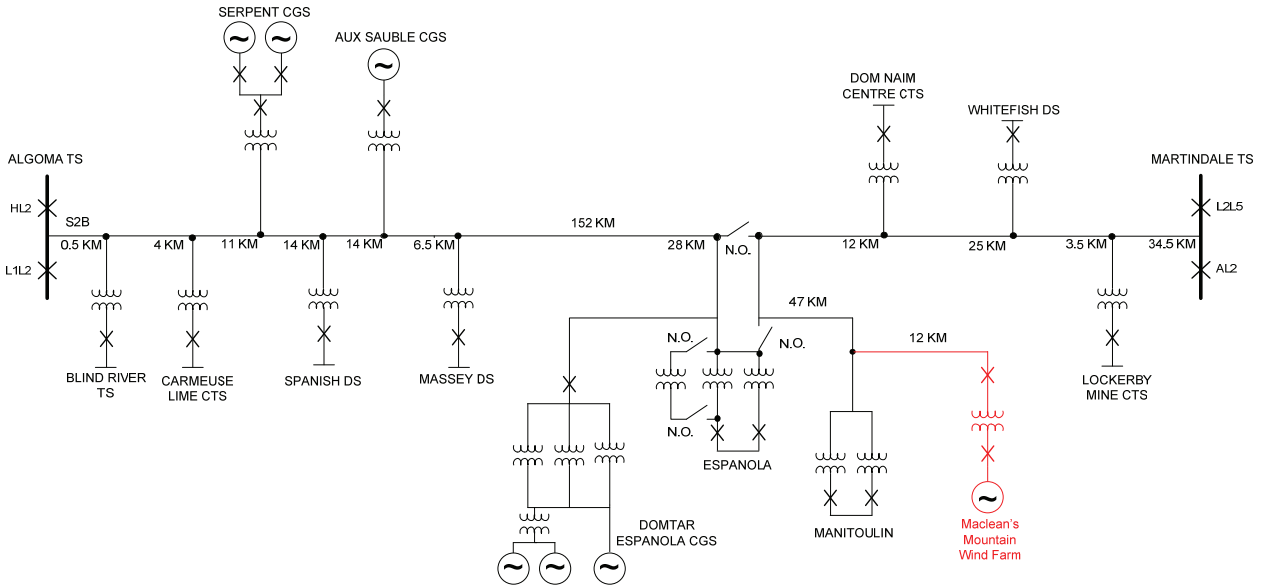 SERPENT CGS
AUX SAUBLE CGS
DOM NAIM
CENTRE CTS
WHITEFISH DS
ALGOMA TS
MARTINDALE TS
HL2
L2L5
S2B
152 KM
0.5 KM
4 KM
11 KM
14 KM
14 KM
6.5 KM
28 KM
N.O.
12 KM
25 KM
3.5 KM
34.5 KM
L1L2
AL2
47 KM
12 KM
N.O.
N.O.
BLIND RIVER
TS
CARMEUSE
LIME CTS
SPANISH DS
MASSEY DS
LOCKERBY
MINE CTS
N.O.
ESPANOLA
DOMTAR
ESPANOLA CGS
MANITOULIN
Maclean's
Mountain
Wind Farm